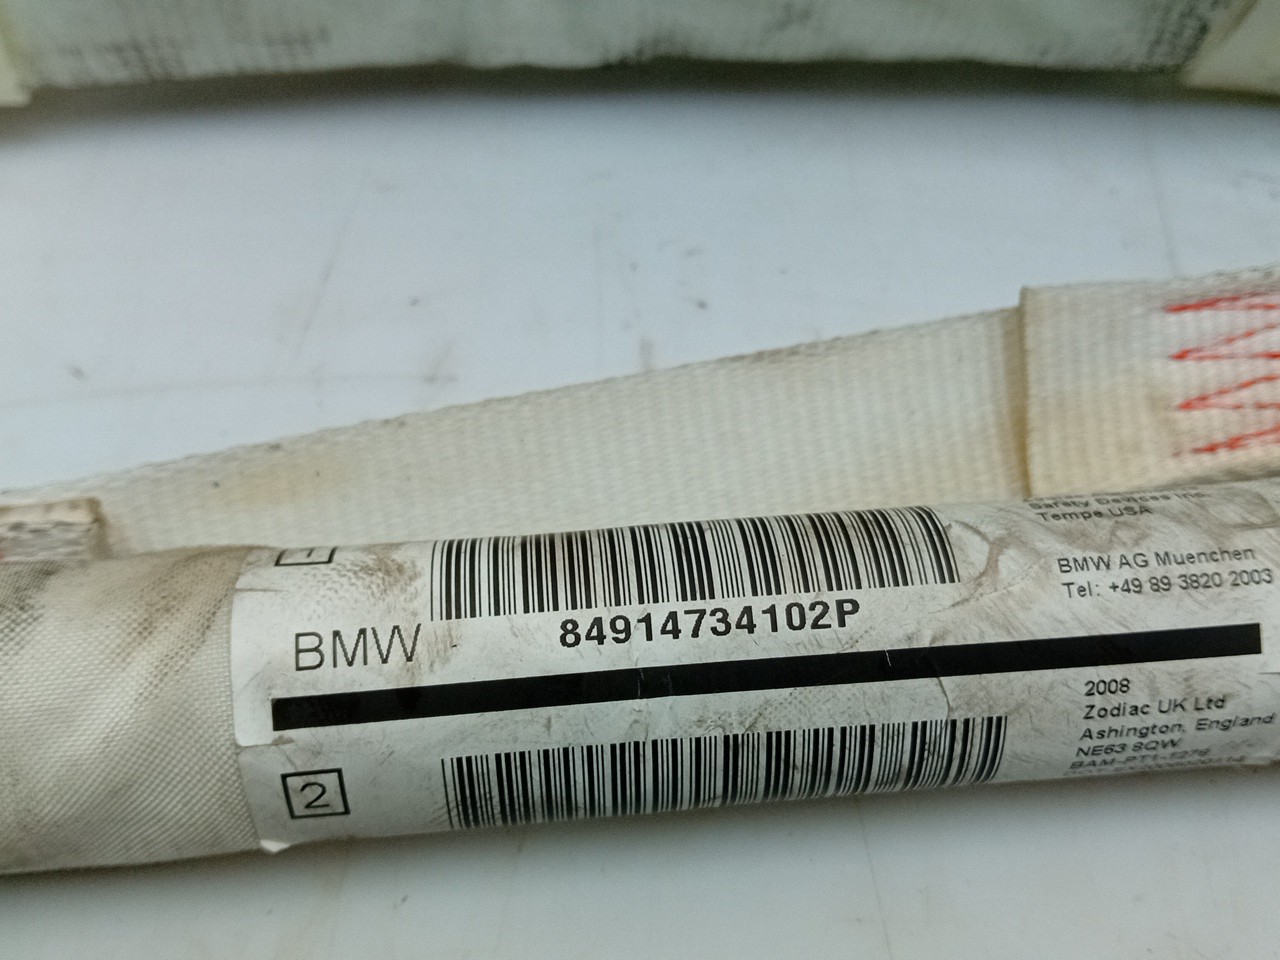 1
Safety Devices Inc.
Tempe USA
BMW AG Muenchen
Tel: +49 89 3820 2003
BMW
84914734102P
2008
Zodiac UK Ltd
Ashington, England
NE63 8QW
2